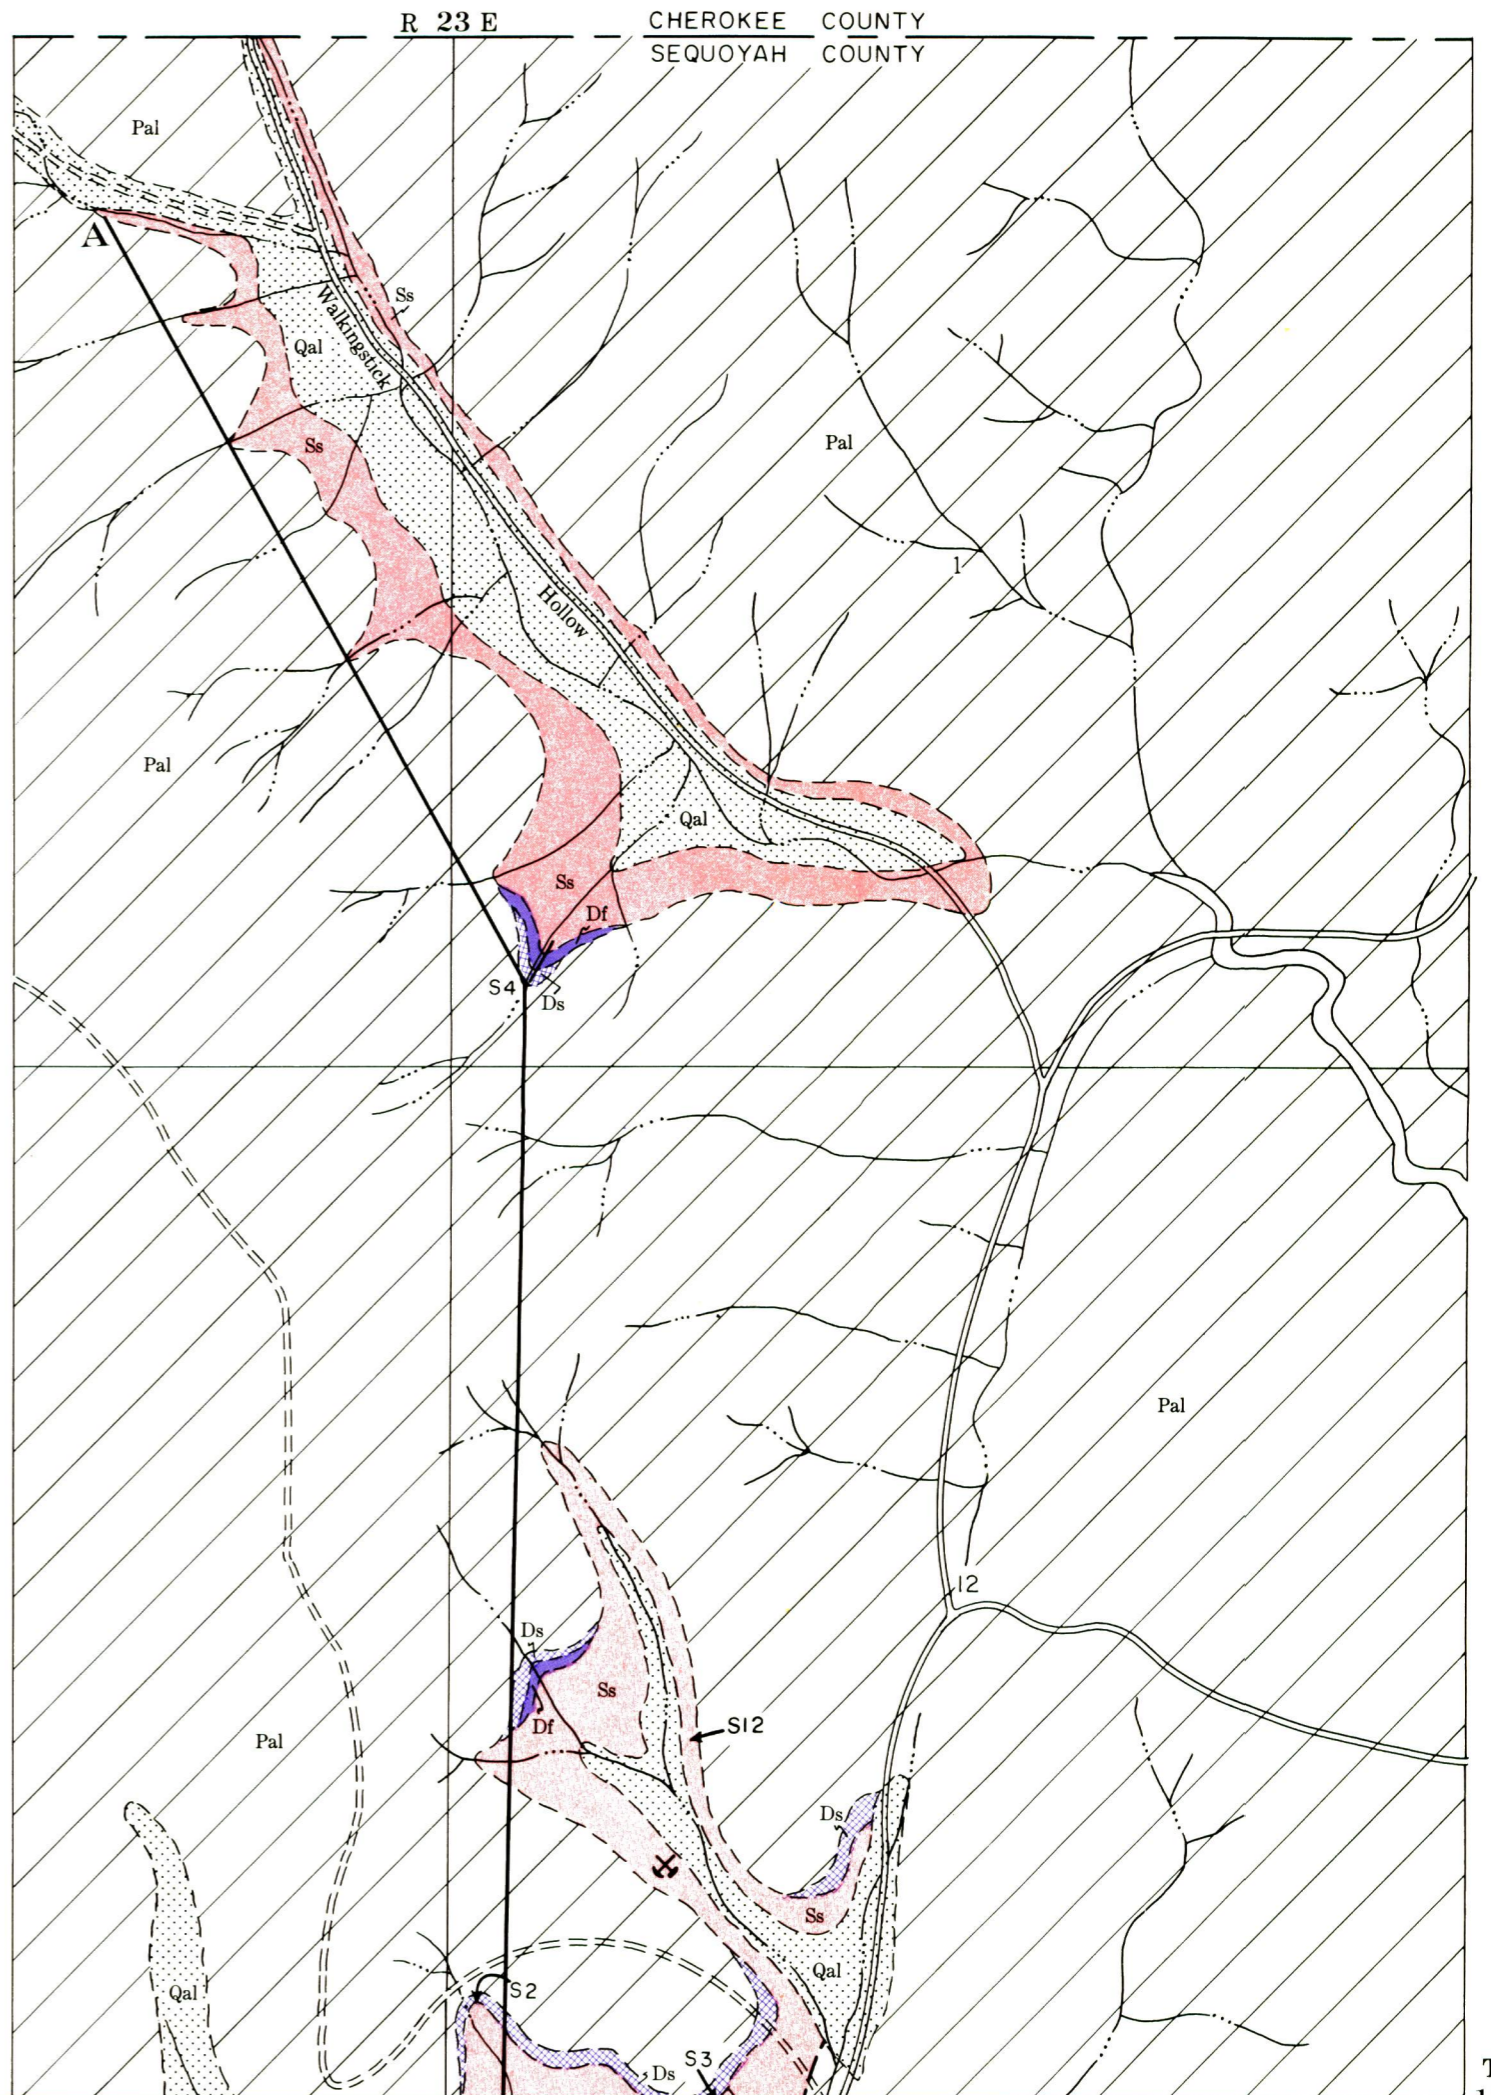 R 23 E
CHEROKEE COUNTY
SEQUOYAH COUNTY
Pal
A
Ss
Walkingstick
Qal
Pal
Ss
1
Hollow
Pal
Qal
Ss
Df
S4
Ds
Pal
12
Ds
Ss
Df
S12
Pal
Ds
Ss
Qal
Qal
S2
S3
Ds
T